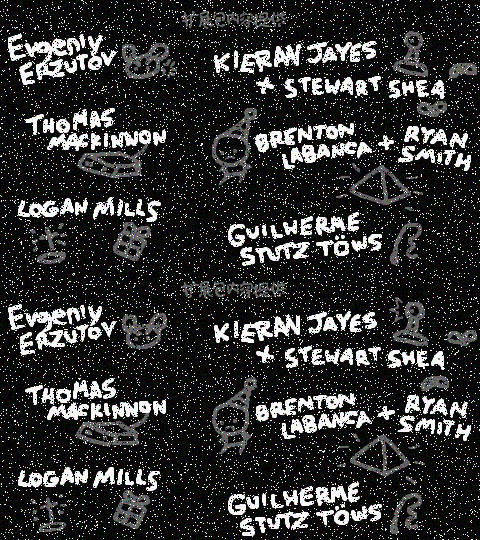 Evgeniy
ERZUTOV
KIERAN JAYES
+ STEWART SHEA
THOMAS
MACKINNON
BRENTON
LABANCA + RYAN
SMITH
LOGAN MILLS
GUILHERME
STUTZ TÖWS
Evgeniy
ERZUTOV
KIERAN JAYES
+ STEWART SHEA
THOMAS
MACKINNON
BRENTON
LABANCA + RYAN
SMITH
LOGAN MILLS
GUILHERME
STUTZ TÖWS